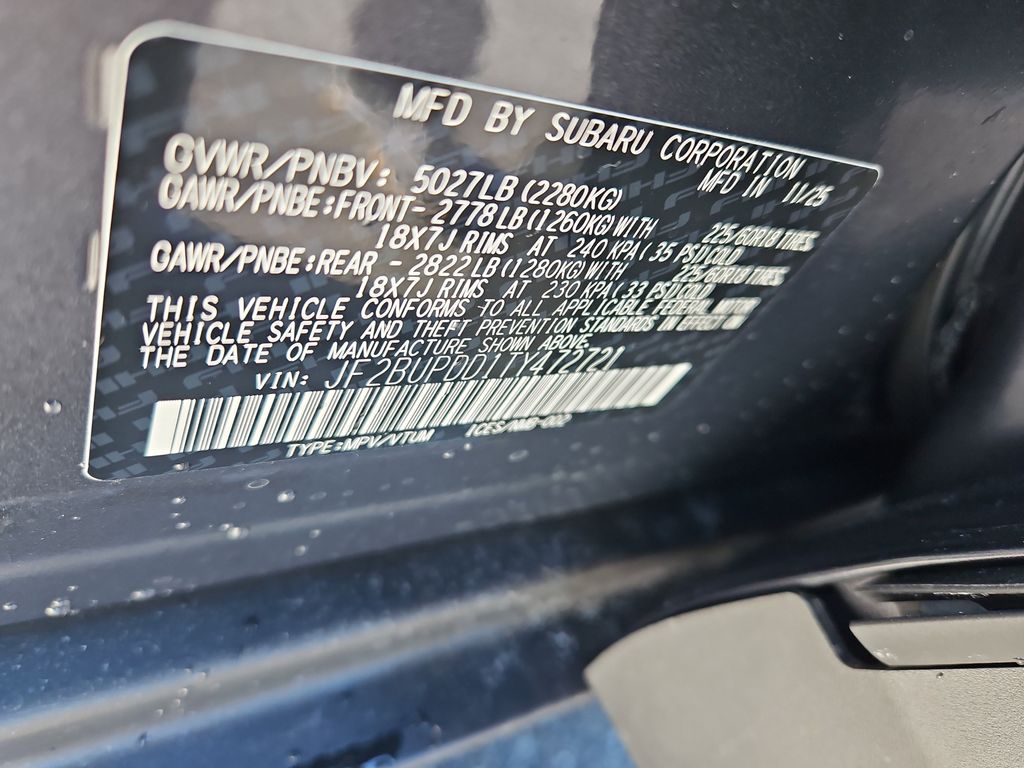 MFD BY SUBARU CORPORATION
MFD IN 11/25
GVWR/PNBV: 5027LB(2280KG)
GAWR/PNBE:FRONT- 2778LB(1260KG)WITH 225/60R18 TIRES
18X7J RIMS AT 240 KPA( 35 PSI)COLD
GAWR/PNBE:REAR - 2822LB(1280KG)WITH 225/60R18 TIRES
18X7J RIMS AT 230 KPA( 33 PSI)COLD
THIS VEHICLE CONFORMS TO ALL APPLICABLE FEDERAL MOTOR
VEHICLE SAFETY AND THEFT PREVENTION STANDARDS IN EFFECT ON
THE DATE OF MANUFACTURE SHOWN ABOVE.
VIN: JF2BUPDD1TY472721
TYPE:MPV/VTUM ICES/NMB-002